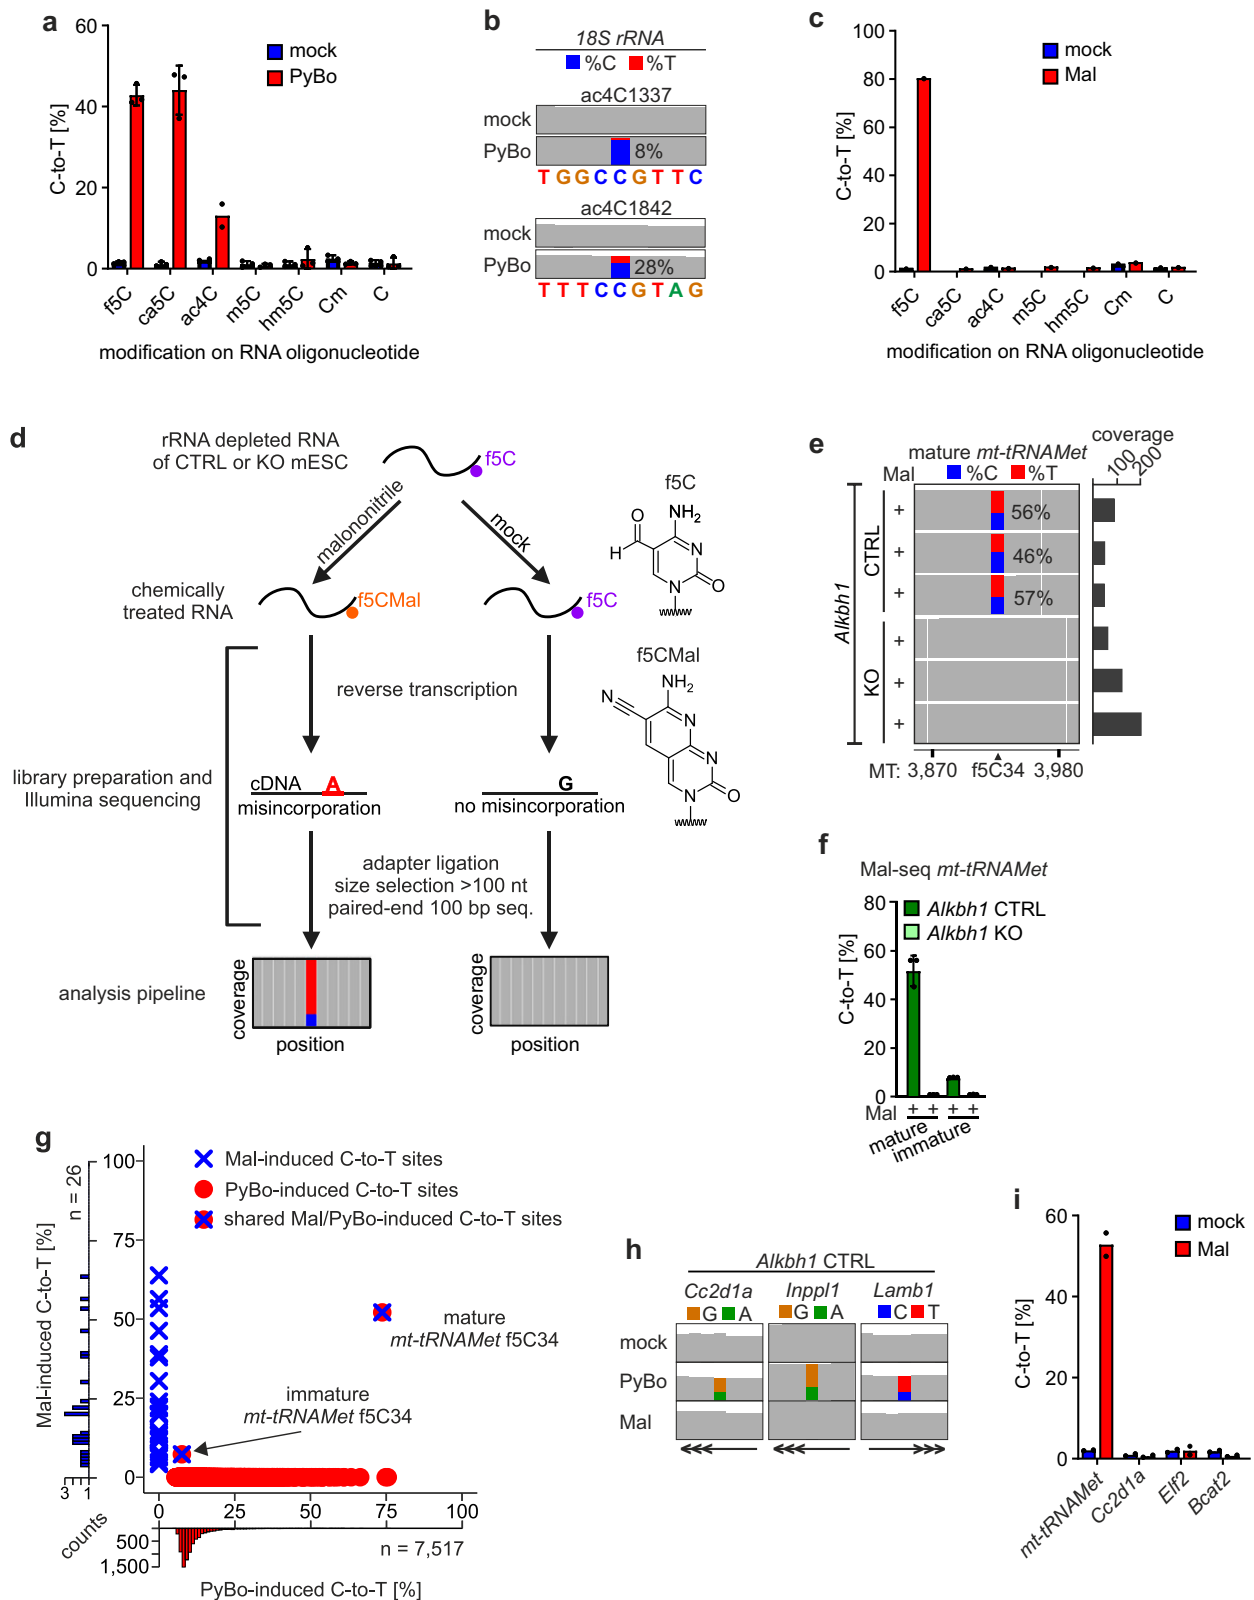 a
60
40
20
0
C-to-T [%]
mock
PyBo
f5C
ca5C
ac4C
m5C
hm5C
Cm
C
modification on RNA oligonucleotide
b
18S rRNA
%C %T
ac4C1337
mock
PyBo
8%
TGGCCGTTC
ac4C1842
mock
PyBo
28%
TTTCCGTAG
c
100
80
60
40
20
0
C-to-T [%]
mock
Mal
f5C
ca5C
ac4C
m5C
hm5C
Cm
C
modification on RNA oligonucleotide
d
rRNA depleted RNA
of CTRL or KO mESC
f5C
malononitrile
mock
f5C
O
H
NH2
N
N
O
chemically
treated RNA
f5CMal
f5C
f5CMal
N
NH2
N
N
N
O
reverse transcription
library preparation and
Illumina sequencing
cDNA A
misincorporation
G
no misincorporation
adapter ligation
size selection >100 nt
paired-end 100 bp seq.
analysis pipeline
coverage
position
coverage
position
e
mature mt-tRNAMet
coverage
100
200
Mal
%C %T
Alkbh1
CTRL
KO
+
56%
+
46%
+
57%
+
+
+
MT: 3,870 f5C34 3,980
f
Mal-seq mt-tRNAMet
80
60
40
20
0
C-to-T [%]
Alkbh1 CTRL
Alkbh1 KO
Mal + + + +
mature
immature
g
Mal-induced C-to-T [%]
n = 26
100
75
50
25
0
Mal-induced C-to-T sites
PyBo-induced C-to-T sites
shared Mal/PyBo-induced C-to-T sites
mature
mt-tRNAMet f5C34
immature
mt-tRNAMet f5C34
3 1
0 25 50 75 100
counts
500
1,500
n = 7,517
PyBo-induced C-to-T [%]
h
Alkbh1 CTRL
Cc2d1a Inppl1 Lamb1
G A G A C T
mock
PyBo
Mal
i
60
40
20
0
C-to-T [%]
mock
Mal
mt-tRNAMet
Cc2d1a
Elf2
Bcat2